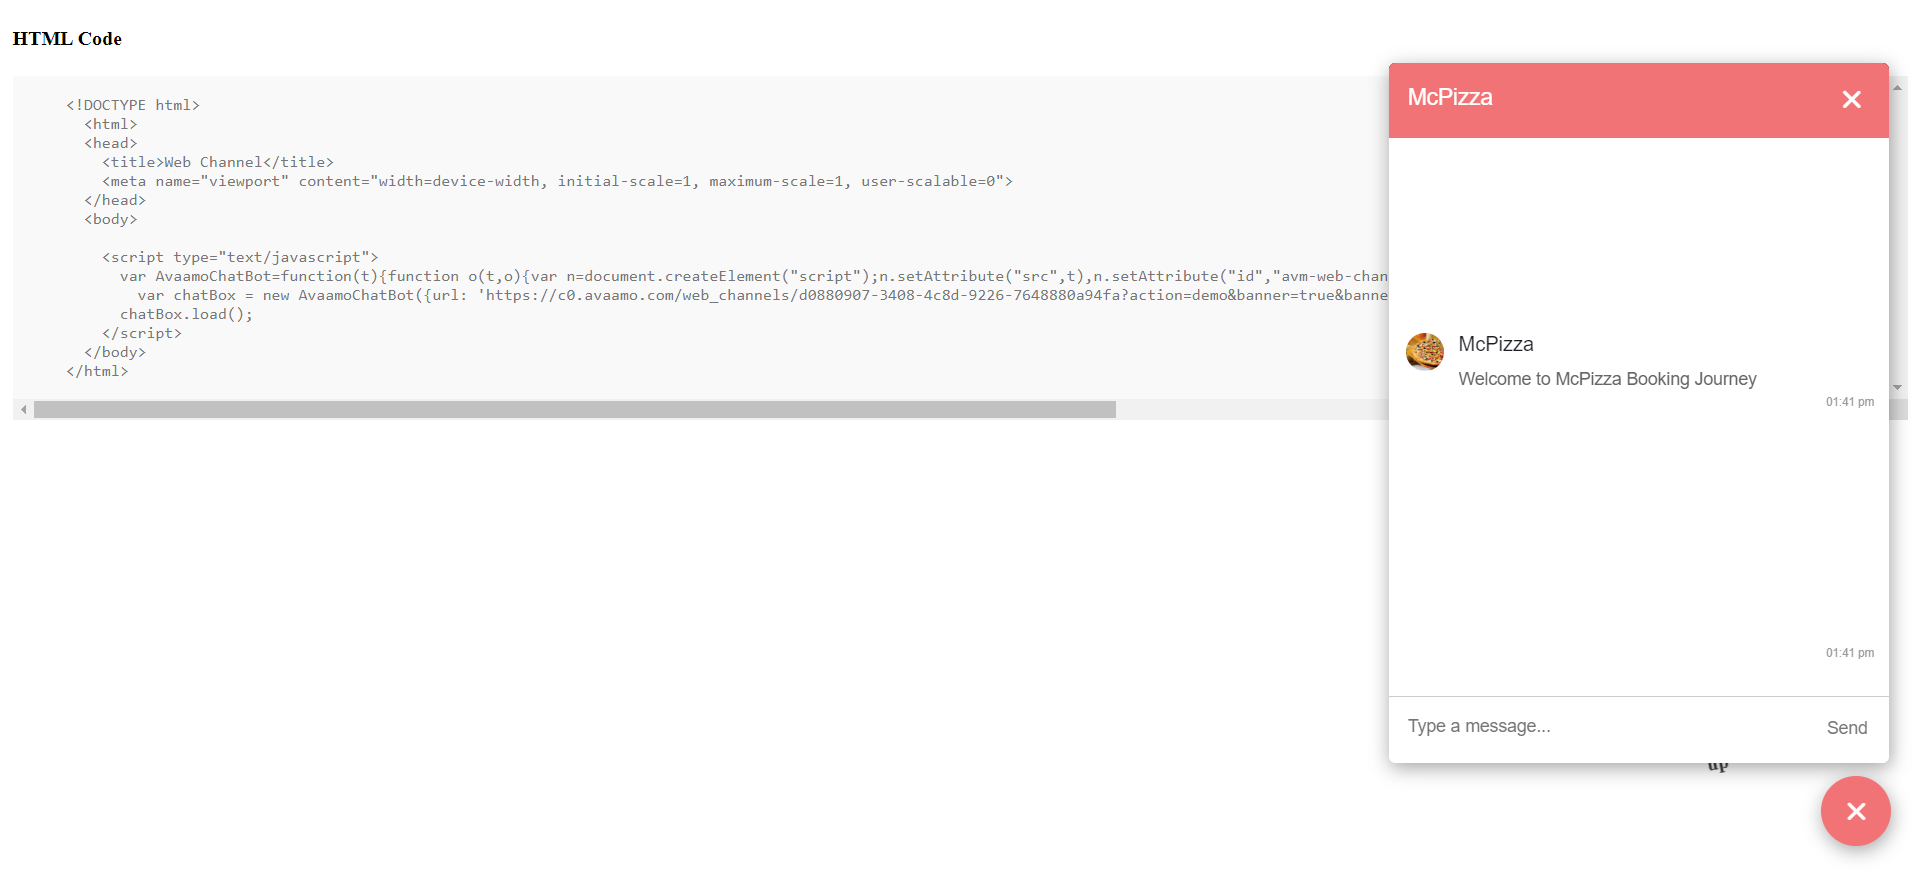 HTML Code
<!DOCTYPE html>
<html>
<head>
<title>Web Channel</title>
<meta name="viewport" content="width=device-width, initial-scale=1, maximum-scale=1, user-scalable=0">
</head>
<body>
<script type="text/javascript">
var AvaamoChatBot=function(t){function o(t,o){var n=document.createElement("script");n.setAttribute("src",t),n.setAttribute("id","avm-web-chan
var chatBox = new AvaamoChatBot({url: 'https://c0.avaamo.com/web_channels/d0880907-3408-4c8d-9226-7648880a94fa?action=demo&banner=true&banne
chatBox.load();
</script>
</body>
</html>
McPizza
McPizza
Welcome to McPizza Booking Journey
01:41 pm
01:41 pm
Type a message...
Send
up